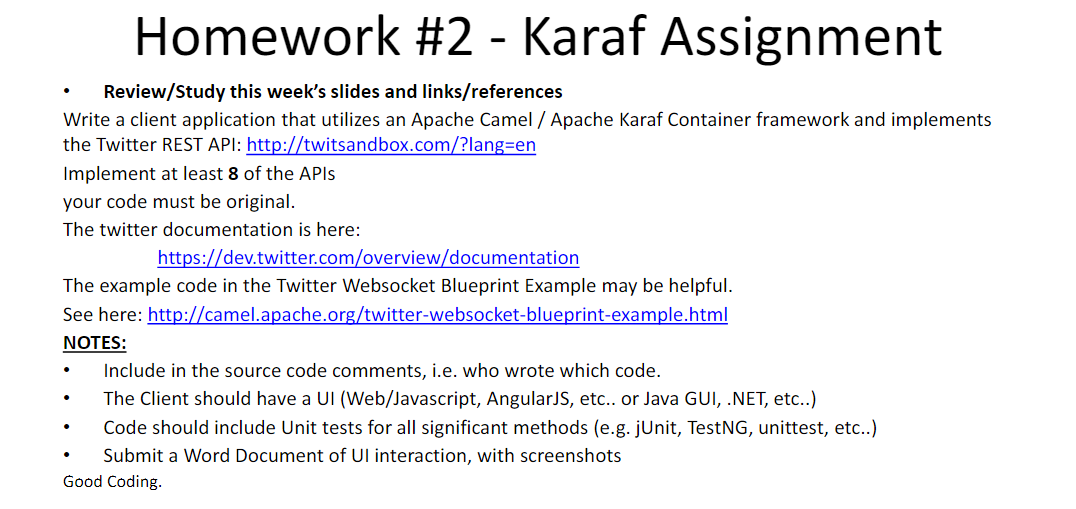 Homework #2 - Karaf Assignment
• Review/Study this week's slides and links/references
Write a client application that utilizes an Apache Camel / Apache Karaf Container framework and implements
the Twitter REST API: http://twitsandbox.com/?lang=en
Implement at least 8 of the APIs
your code must be original.
The twitter documentation is here:
https://dev.twitter.com/overview/documentation
The example code in the Twitter Websocket Blueprint Example may be helpful.
See here: http://camel.apache.org/twitter-websocket-blueprint-example.html
NOTES:
• Include in the source code comments, i.e. who wrote which code.
• The Client should have a UI (Web/Javascript, AngularJS, etc.. or Java GUI, .NET, etc..)
• Code should include Unit tests for all significant methods (e.g. jUnit, TestNG, unittest, etc..)
• Submit a Word Document of UI interaction, with screenshots
Good Coding.